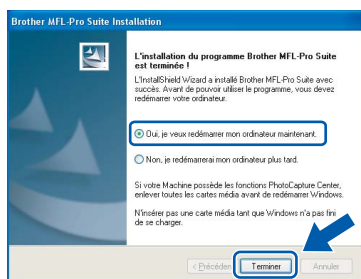 Brother MFL-Pro Suite Installation
L'installation du programme Brother MFL-Pro Suite
est terminée !
L'InstallShield Wizard a installé Brother MFL-Pro Suite avec
succès. Avant de pouvoir utiliser le programme, vous devez
redémarrer votre ordinateur.
Oui, je veux redémarrer mon ordinateur maintenant.
Non, je redémarrerai mon ordinateur plus tard.
Si votre Machine possède les fonctions PhotoCapture Center,
enlever toutes les cartes média avant de redémarrer Windows.
N'insérer pas une carte média tant que Windows n'a pas fini
de se charger.
< Précéden
Terminer
Annuler